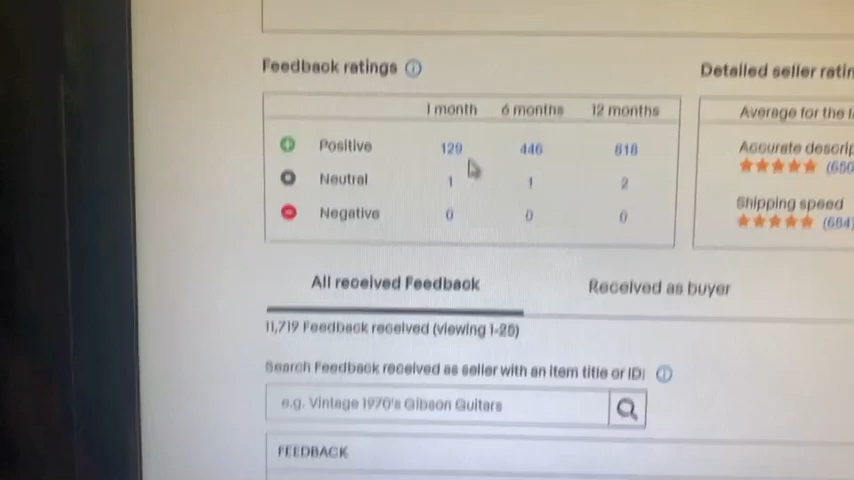 Feedback ratings
Detailed seller ratin
1 month 6 months 12 months
Average for the l
Positive 129 446 818
Accurate descrip
(680
Neutral 1 1 2
Shipping speed
(684)
Negative 0 0 0
All received Feedback
Received as buyer
11,719 Feedback received (viewing 1-25)
Search Feedback received as seller with an item title or ID:
e.g. Vintage 1970's Gibson Guitars
FEEDBACK